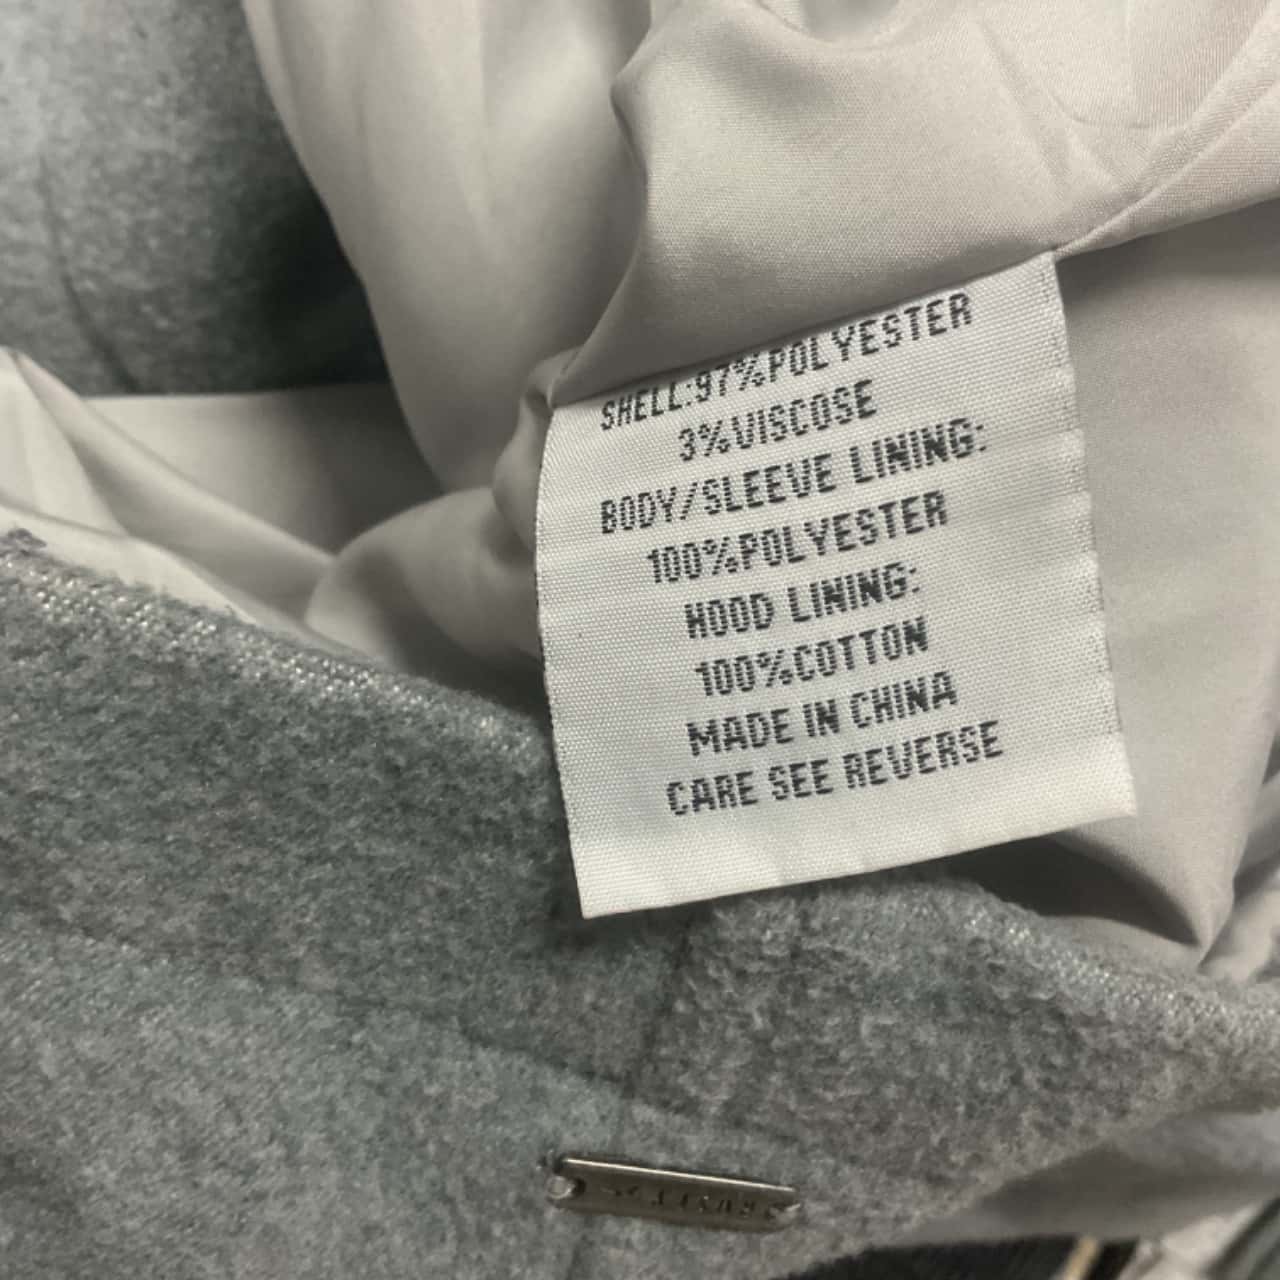 SHELL:97%POLYESTER
3%VISCOSE
BODY/SLEEVE LINING:
100%POLYESTER
HOOD LINING:
100%COTTON
MADE IN CHINA
CARE SEE REVERSE